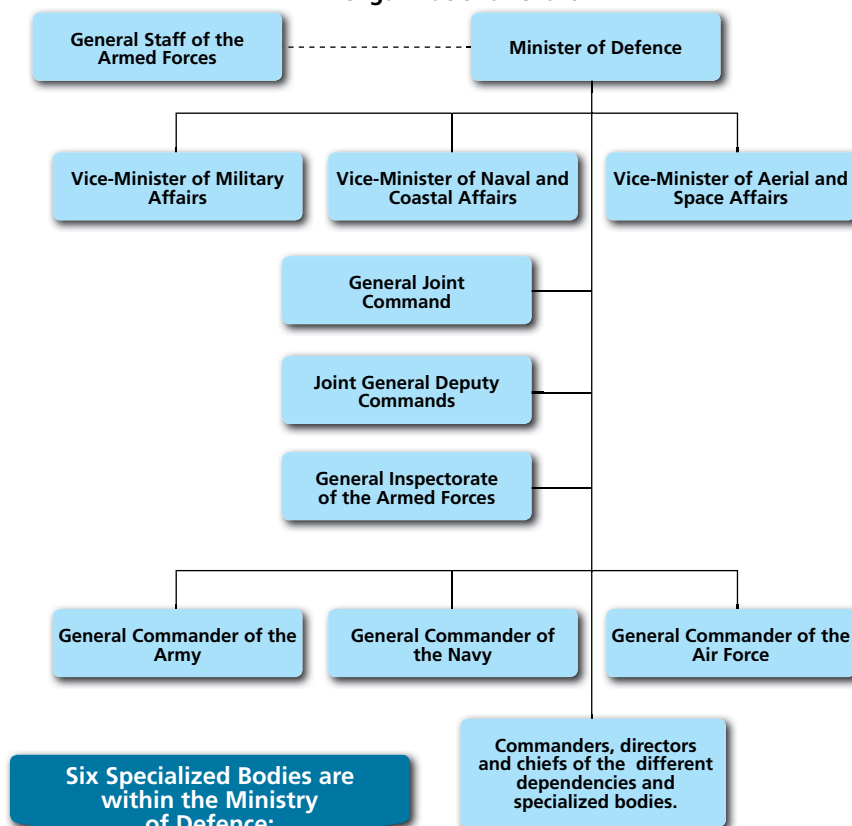 General Staff of the
Armed Forces
Minister of Defence
Vice-Minister of Military
Affairs
Vice-Minister of Naval and
Coastal Affairs
Vice-Minister of Aerial and
Space Affairs
General Joint
Command
Joint General Deputy
Commands
General Inspectorate
of the Armed Forces
General Commander of the
Army
General Commander of
the Navy
General Commander of the
Air Force
Commanders, directors
and chiefs of the different
dependencies and
specialized bodies.
Six Specialized Bodies are
within the Ministry
of Defence: